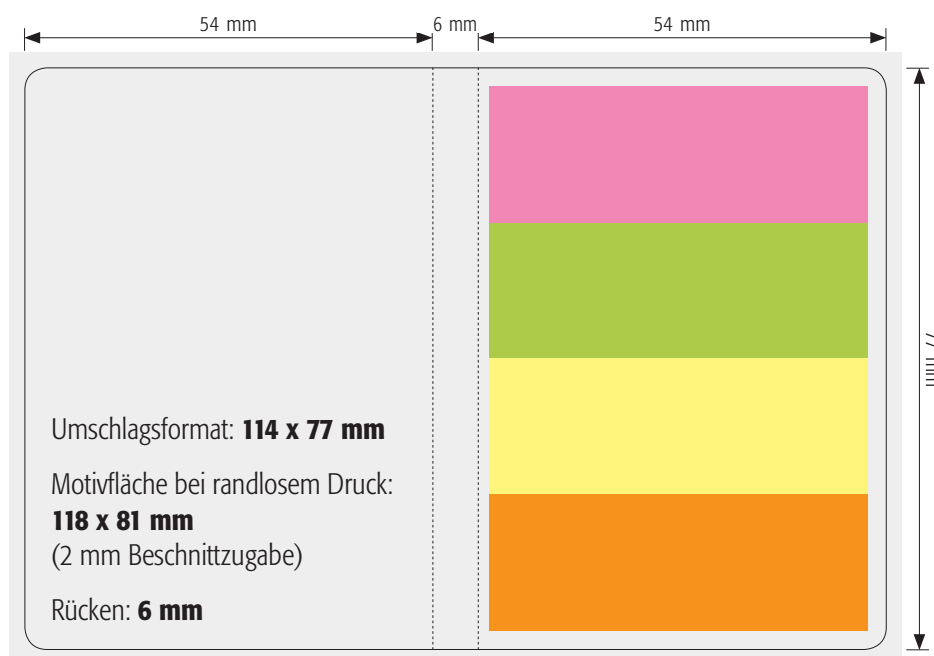 54 mm
6 mm
54 mm
Umschlagsformat: 114 x 77 mm
Motivfläche bei randlosem Druck:
118 x 81 mm
(2 mm Beschnittzugabe)
Rücken: 6 mm